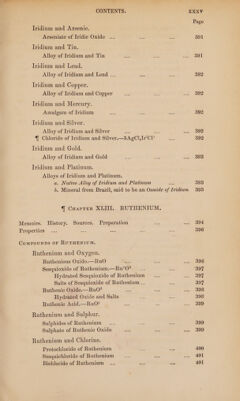 CONTENTS. XXXV
Page
Iridium and Arsenic.
Arseniate of Iridic Oxide ... ... ... ... 391
Iridium and Tin.
Alloy of Iridium and Tin ... ... ... 391
Iridium and Lead.
Alloy of Iridium and Lead ... ... ... ... 392
Iridium and Copper.
Alloy of Iridium and Copper ... ... ... 392
Iridium and Mercury.
Amalgam of Iridium ... ... ... 392
Iridium and Silver.
Alloy of Iridium and Silver ... ... ... 392
¶ Chloride of Iridium and Silver.—3AgCl,Ir²Cl³ ... ... 392
Iridium and Gold.
Alloy of Iridium and Gold ... ... ... 393
Iridium and Platinum.
Alloys of Iridium and Platinum.
a. Native Alloy of Iridium and Platinum ... ... 393
b. Mineral from Brazil, said to be an Osmide of Iridium 393
¶ CHAPTER XLIII. RUTHENIUM.
Memoirs. History. Sources. Preparation ... ... ... 394
Properties ... ... ... ... ... 396
COMPOUNDS OF RUTHENIUM.
Ruthenium and Oxygen.
Ruthenious Oxide.—RuO ... ... ... 396
Sesquioxide of Ruthenium.—Ru²O³ ... ... ... 397
Hydrated Sesquioxide of Ruthenium ... ... 397
Salts of Sesquioxide of Ruthenium ... ... ... 397
Ruthenic Oxide.—RuO² ... ... ... 398
Hydrated Oxide and Salts ... ... ... 398
Ruthenic Acid.—RuO³ ... ... ... 399
Ruthenium and Sulphur.
Sulphides of Ruthenium ... ... ... ... 399
Sulphate of Ruthenic Oxide ... ... ... 399
Ruthenium and Chlorine.
Protochloride of Ruthenium ... ... ... 400
Sesquichloride of Ruthenium ... ... ... 401
Bichloride of Ruthenium ... ... ... ... 401